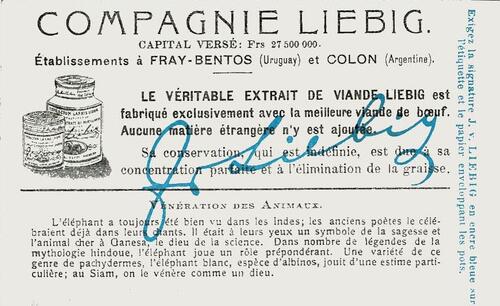 COMPAGNIE LIEBIG.
CAPITAL VERSÉ: Frs 27 500 000.
Établissements à FRAY-BENTOS (Uruguay) et COLON (Argentine).
LE VÉRITABLE EXTRAIT DE VIANDE LIEBIG est
fabriqué exclusivement avec la meilleure viande de bœuf.
Aucune matière étrangère n'y est ajoutée.
Sa conservation, qui est indéfinie, est due à sa
concentration parfaite et à l'élimination de la graisse.
J v Liebig
VÉNÉRATION DES ANIMAUX.
L'éléphant a toujours été bien vu dans les Indes; les anciens poètes le célé-
braient déjà dans leurs chants. Il était à leurs yeux un symbole de la sagesse et
l'animal cher à Ganesa, le dieu de la science. Dans nombre de légendes de la
mythologie hindoue, l'éléphant joue un rôle prépondérant. Une variété de ce
genre de pachydermes, l'éléphant blanc, espèce d'albinos, jouit d'une estime parti-
culière; au Siam, on le vénère comme un dieu.
Exigez la signature J. v. LIEBIG en encre bleue sur
l'étiquette et le papier enveloppant les pots.